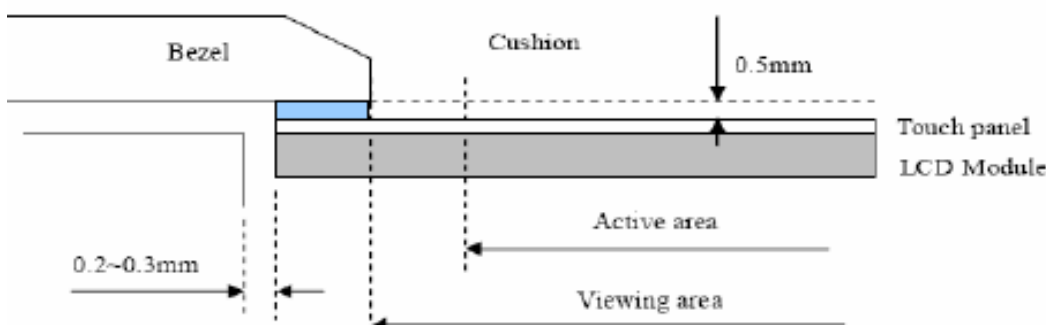 Cushion
Bezel
0.5mm
Touch panel
LCD Module
Active area
0.2~0.3mm
Viewing area